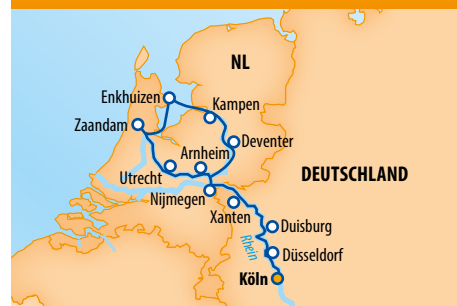 NL
Enkhuizen
Kampen
Zaandam
Deventer
Arnheim
Utrecht
DEUTSCHLAND
Nijmegen
Xanten
Duisburg
Rhein
Düsseldorf
Köln